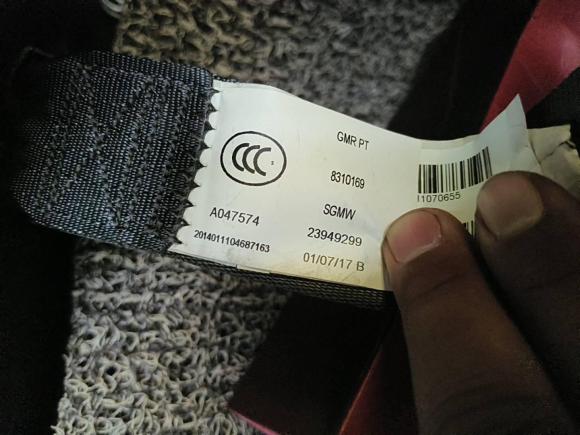 GMR PT
8310169
I1070655
CCC S
SGMW
A047574
23949299
2014011104687163
01/07/17 B